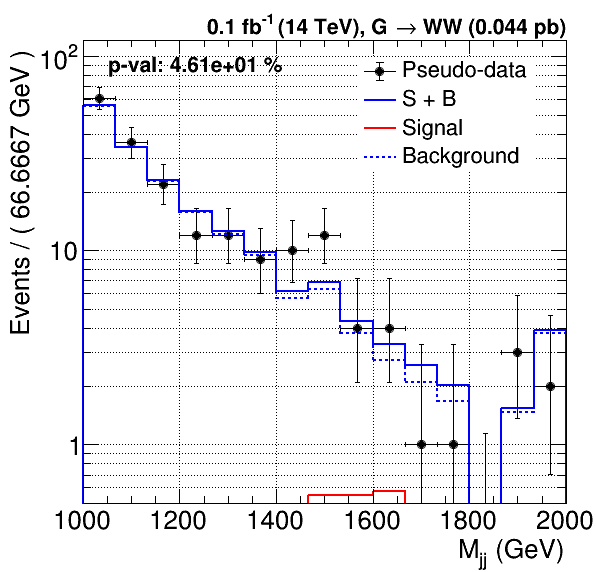 0.1 fb⁻¹ (14 TeV), G → WW (0.044 pb)
p-val: 4.61e+01 %
Pseudo-data
S + B
Signal
Background
Events / ( 66.6667 GeV )
10²
10
1
1000 1200 1400 1600 1800 2000
M_jj (GeV)